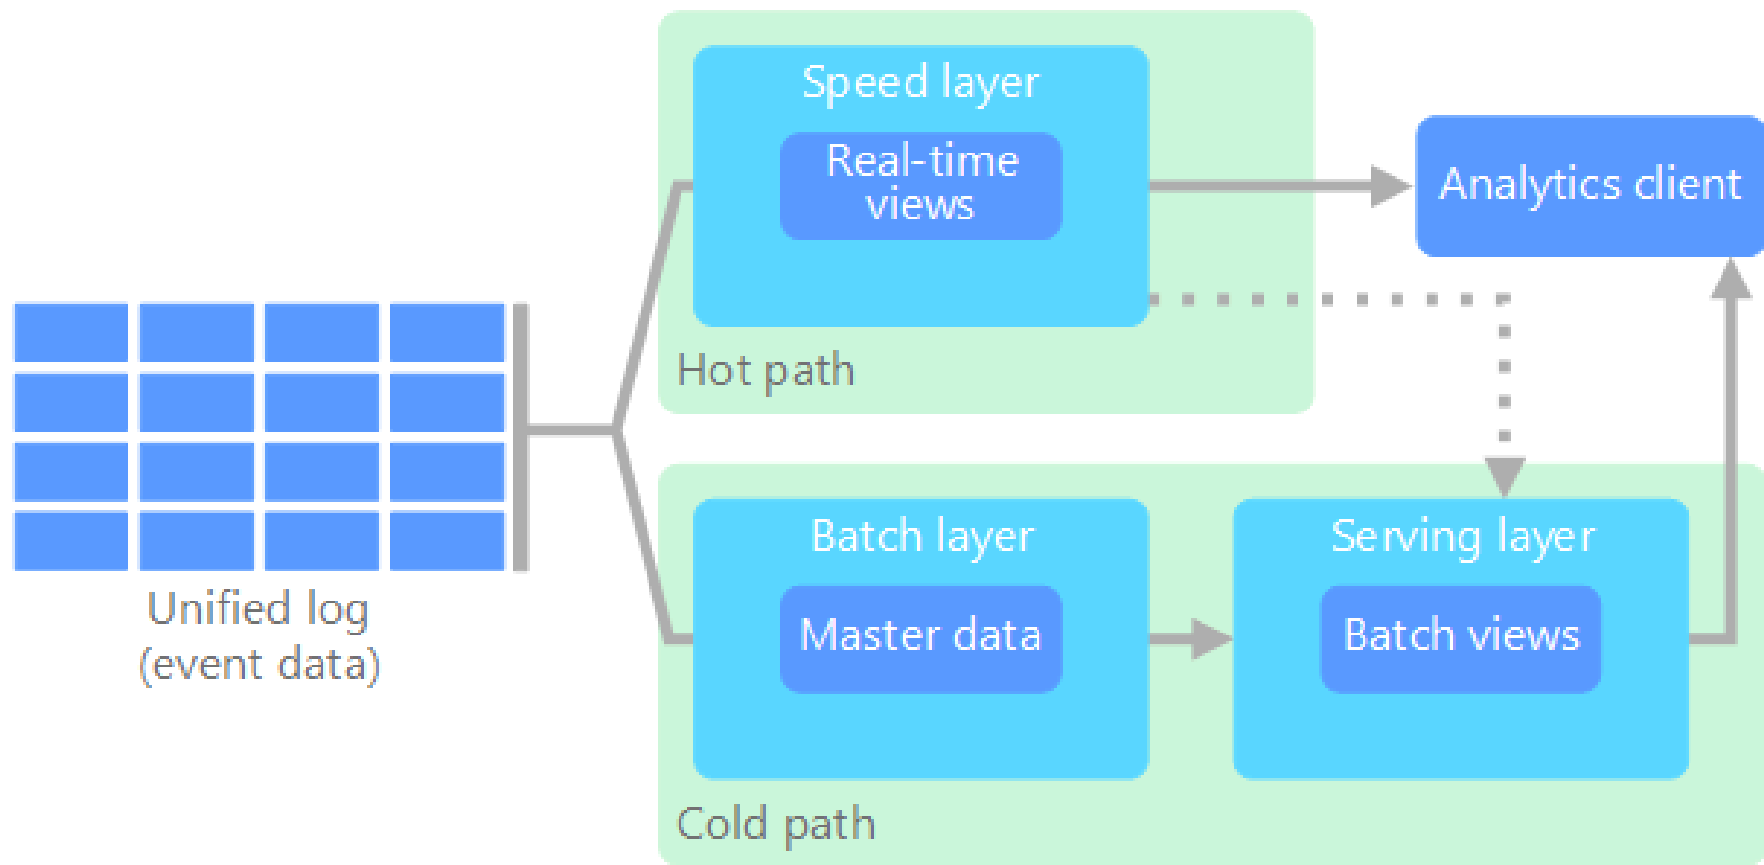 Speed layer
Real-time
views
Analytics client
Hot path
Unified log
(event data)
Batch layer
Master data
Serving layer
Batch views
Cold path